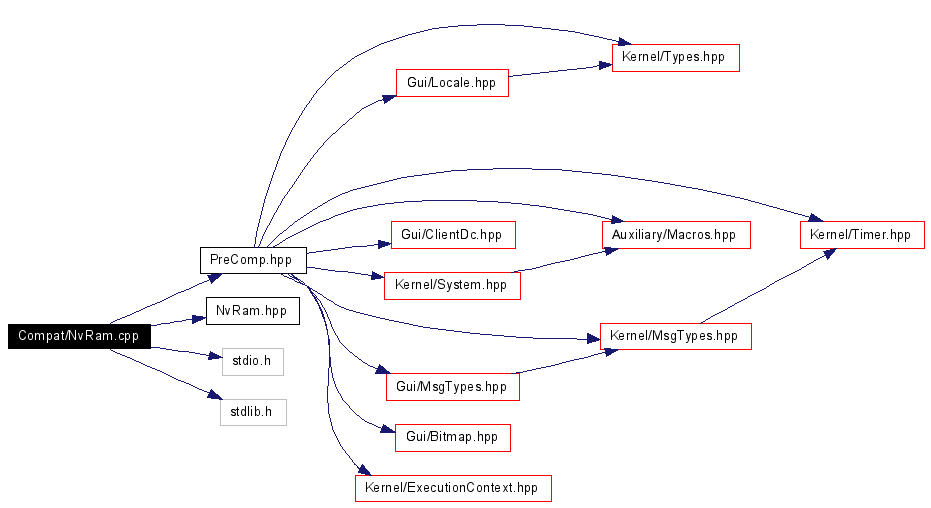 Kernel/Types.hpp
Gui/Locale.hpp
Gui/ClientDc.hpp
Auxiliary/Macros.hpp
Kernel/Timer.hpp
PreComp.hpp
Kernel/System.hpp
NvRam.hpp
Compat/NvRam.cpp
Kernel/MsgTypes.hpp
stdio.h
Gui/MsgTypes.hpp
stdlib.h
Gui/Bitmap.hpp
Kernel/ExecutionContext.hpp